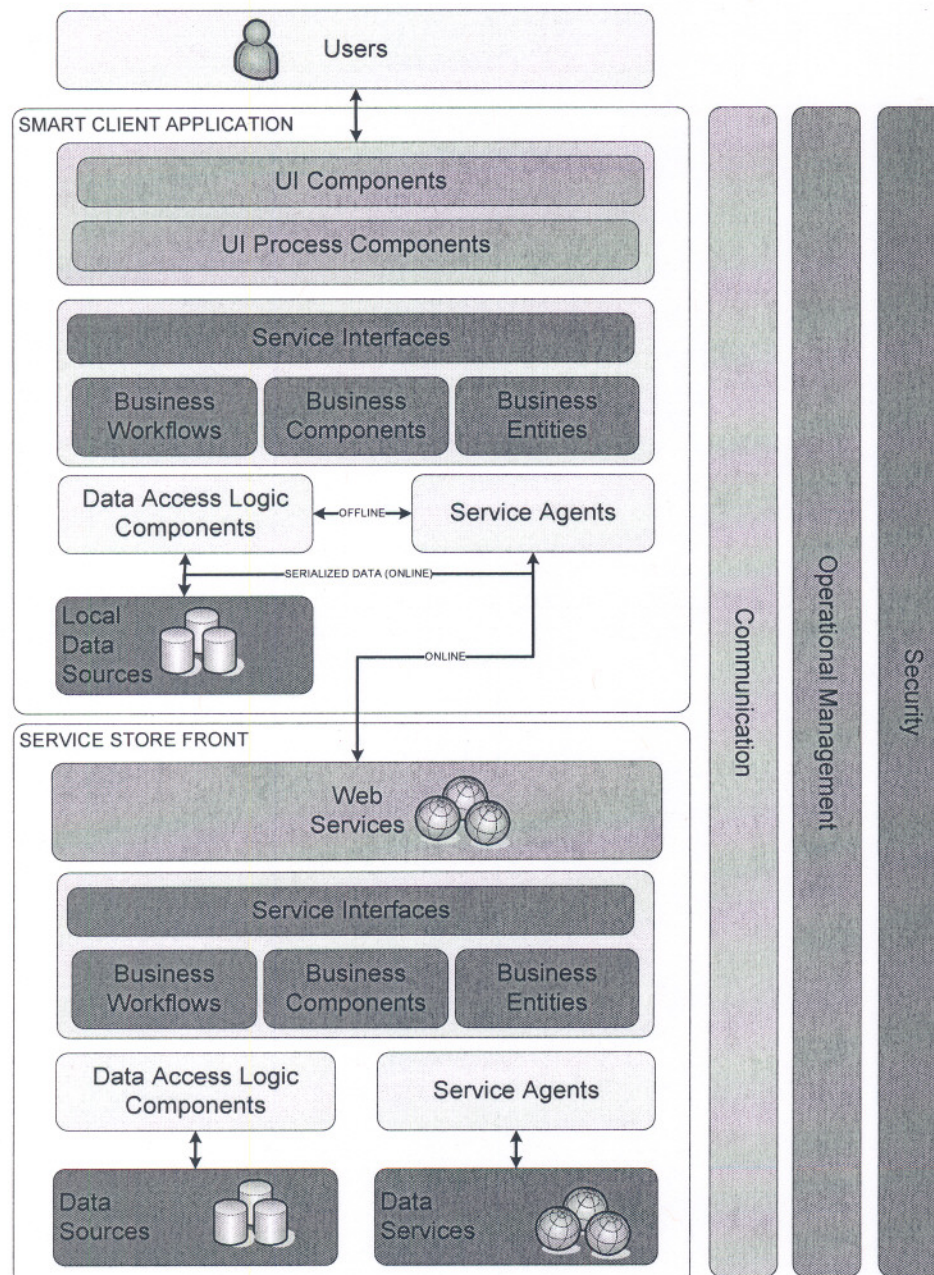 Users
SMART CLIENT APPLICATION
UI Components
UI Process Components
Service Interfaces
Business
Workflows
Business
Components
Business
Entities
Data Access Logic
Components
OFFLINE
Service Agents
SERIALIZED DATA (ONLINE)
Local
Data
Sources
ONLINE
SERVICE STORE FRONT
Web
Services
Service Interfaces
Business
Workflows
Business
Components
Business
Entities
Data Access Logic
Components
Service Agents
Data
Sources
Data
Services
Communication
Operational Management
Security